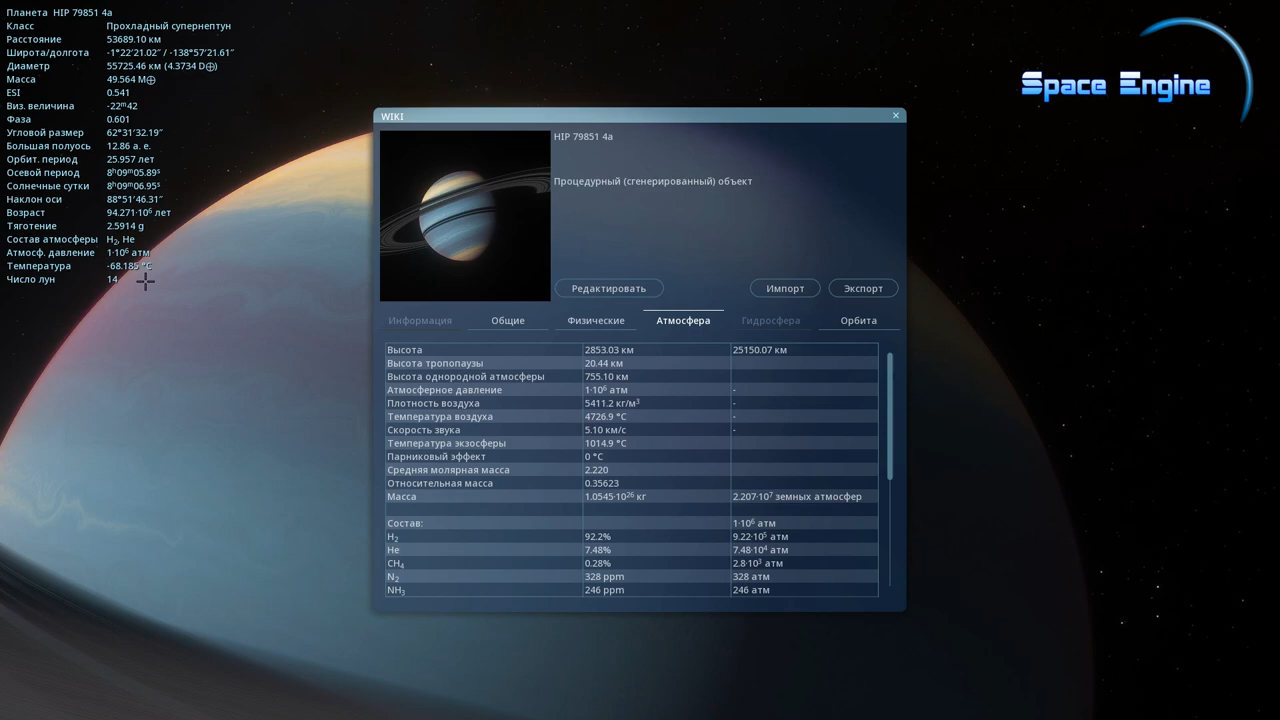 Планета HIP 79851 4a
Класс Прохладный супернептун
Расстояние 53689.10 км
Широта/долгота -1°22′21.02″ / -138°57′21.61″
Диаметр 55725.46 км (4.3734 D⊕)
Масса 49.564 M⊕
ESI 0.541
Виз. величина -22ᵐ42
Фаза 0.601
Угловой размер 62°31′32.19″
Большая полуось 12.86 а. е.
Орбит. период 25.957 лет
Осевой период 8ʰ09ᵐ05.89ˢ
Солнечные сутки 8ʰ09ᵐ06.95ˢ
Наклон оси 88°51′46.31″
Возраст 94.271·10⁶ лет
Тяготение 2.5914 g
Состав атмосферы H₂, He
Атмосф. давление 1·10⁶ атм
Температура -68.185 °C
Число лун 14
Space Engine
WIKI ×
HIP 79851 4a
Процедурный (сгенерированный) объект
Редактировать Импорт Экспорт
Информация Общие Физические Атмосфера Гидросфера Орбита
Высота 2853.03 км 25150.07 км
Высота тропопаузы 20.44 км
Высота однородной атмосферы 755.10 км
Атмосферное давление 1·10⁶ атм -
Плотность воздуха 5411.2 кг/м³ -
Температура воздуха 4726.9 °C -
Скорость звука 5.10 км/с -
Температура экзосферы 1014.9 °C
Парниковый эффект 0 °C
Средняя молярная масса 2.220
Относительная масса 0.35623
Масса 1.0545·10²⁶ кг 2.207·10⁷ земных атмосфер
Состав: 1·10⁶ атм
H₂ 92.2% 9.22·10⁵ атм
He 7.48% 7.48·10⁴ атм
CH₄ 0.28% 2.8·10³ атм
N₂ 328 ppm 328 атм
NH₃ 246 ppm 246 атм